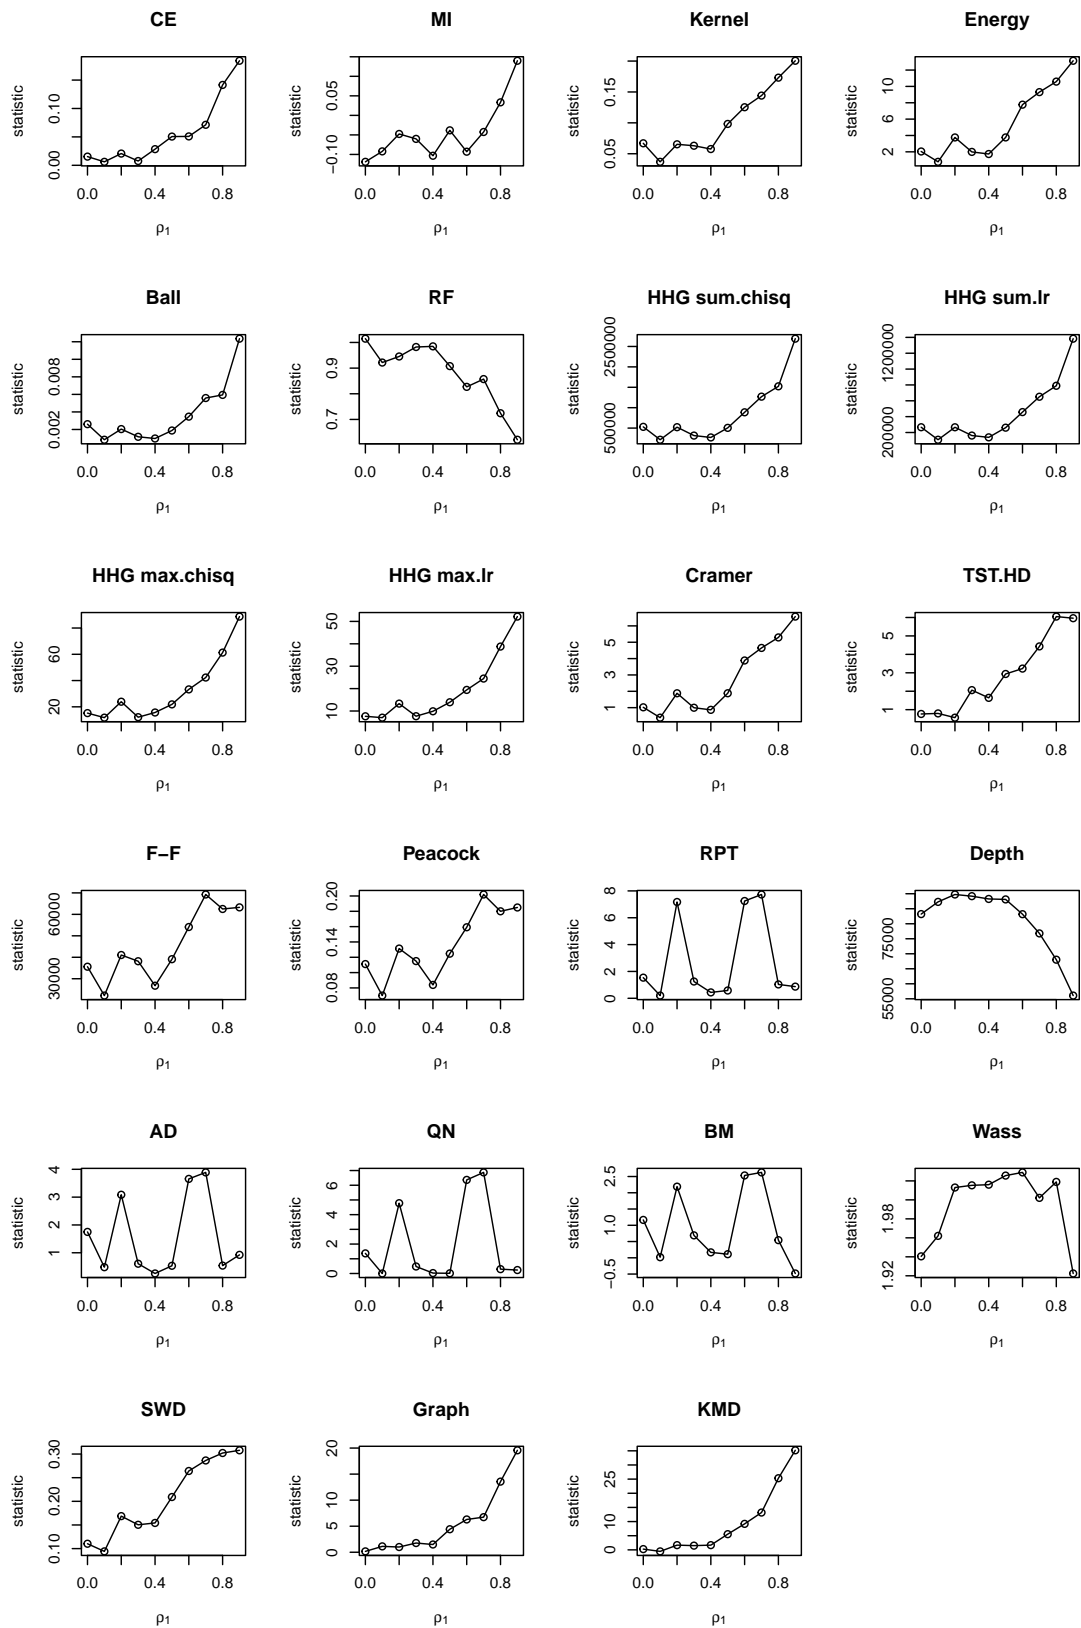 CE MI Kernel Energy
statistic 0.00 0.10 statistic −0.10 0.05 statistic 0.05 0.15 statistic 2 6 10
0.0 0.4 0.8 0.0 0.4 0.8 0.0 0.4 0.8 0.0 0.4 0.8
ρ1 ρ1 ρ1 ρ1
Ball RF HHG sum.chisq HHG sum.lr
statistic 0.002 0.008 statistic 0.7 0.9 statistic 500000 2500000 statistic 200000 1200000
0.0 0.4 0.8 0.0 0.4 0.8 0.0 0.4 0.8 0.0 0.4 0.8
ρ1 ρ1 ρ1 ρ1
HHG max.chisq HHG max.lr Cramer TST.HD
statistic 20 60 statistic 10 30 50 statistic 1 3 5 statistic 1 3 5
0.0 0.4 0.8 0.0 0.4 0.8 0.0 0.4 0.8 0.0 0.4 0.8
ρ1 ρ1 ρ1 ρ1
F−F Peacock RPT Depth
statistic 30000 60000 statistic 0.08 0.14 0.20 statistic 0 2 4 6 8 statistic 55000 75000
0.0 0.4 0.8 0.0 0.4 0.8 0.0 0.4 0.8 0.0 0.4 0.8
ρ1 ρ1 ρ1 ρ1
AD QN BM Wass
statistic 1 2 3 4 statistic 0 2 4 6 statistic −0.5 1.0 2.5 statistic 1.92 1.98
0.0 0.4 0.8 0.0 0.4 0.8 0.0 0.4 0.8 0.0 0.4 0.8
ρ1 ρ1 ρ1 ρ1
SWD Graph KMD
statistic 0.10 0.20 0.30 statistic 0 5 10 20 statistic 0 10 25
0.0 0.4 0.8 0.0 0.4 0.8 0.0 0.4 0.8
ρ1 ρ1 ρ1